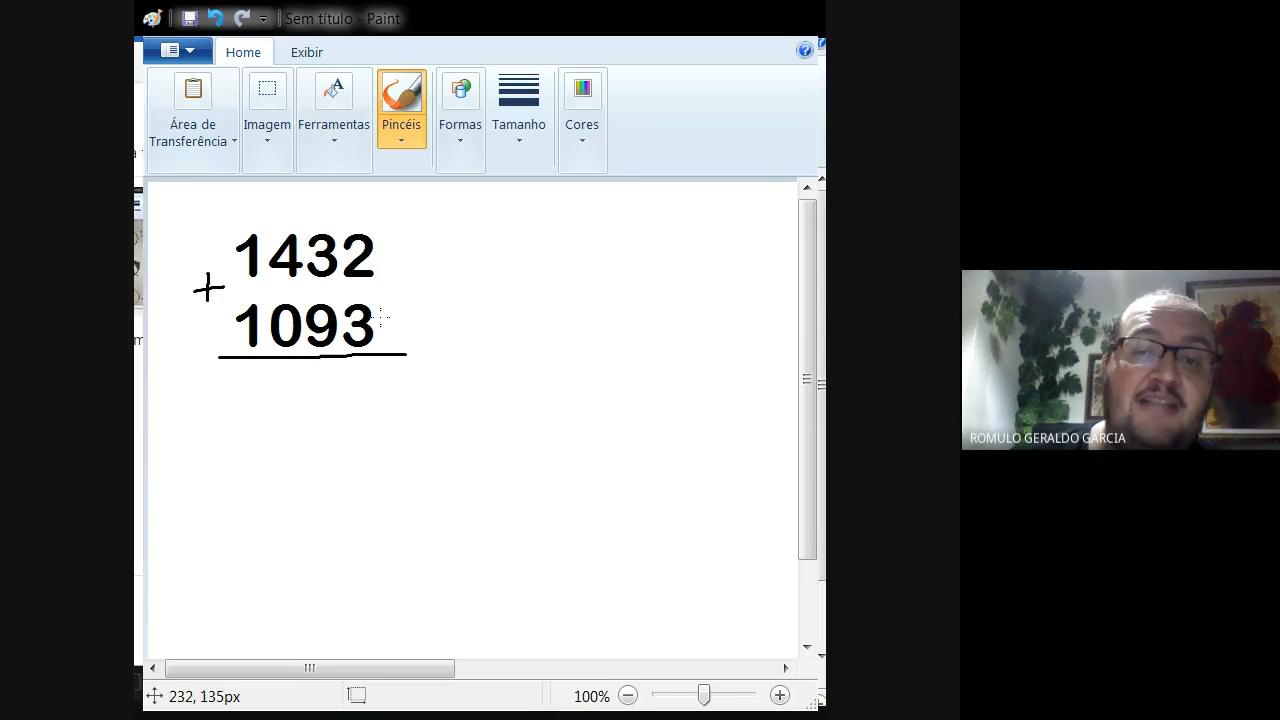 Sem título - Paint
Home Exibir
Área de Transferência
Imagem
Ferramentas
Pincéis
Formas
Tamanho
Cores
1432
+
1093
ROMULO GERALDO GARCIA
232, 135px
100%